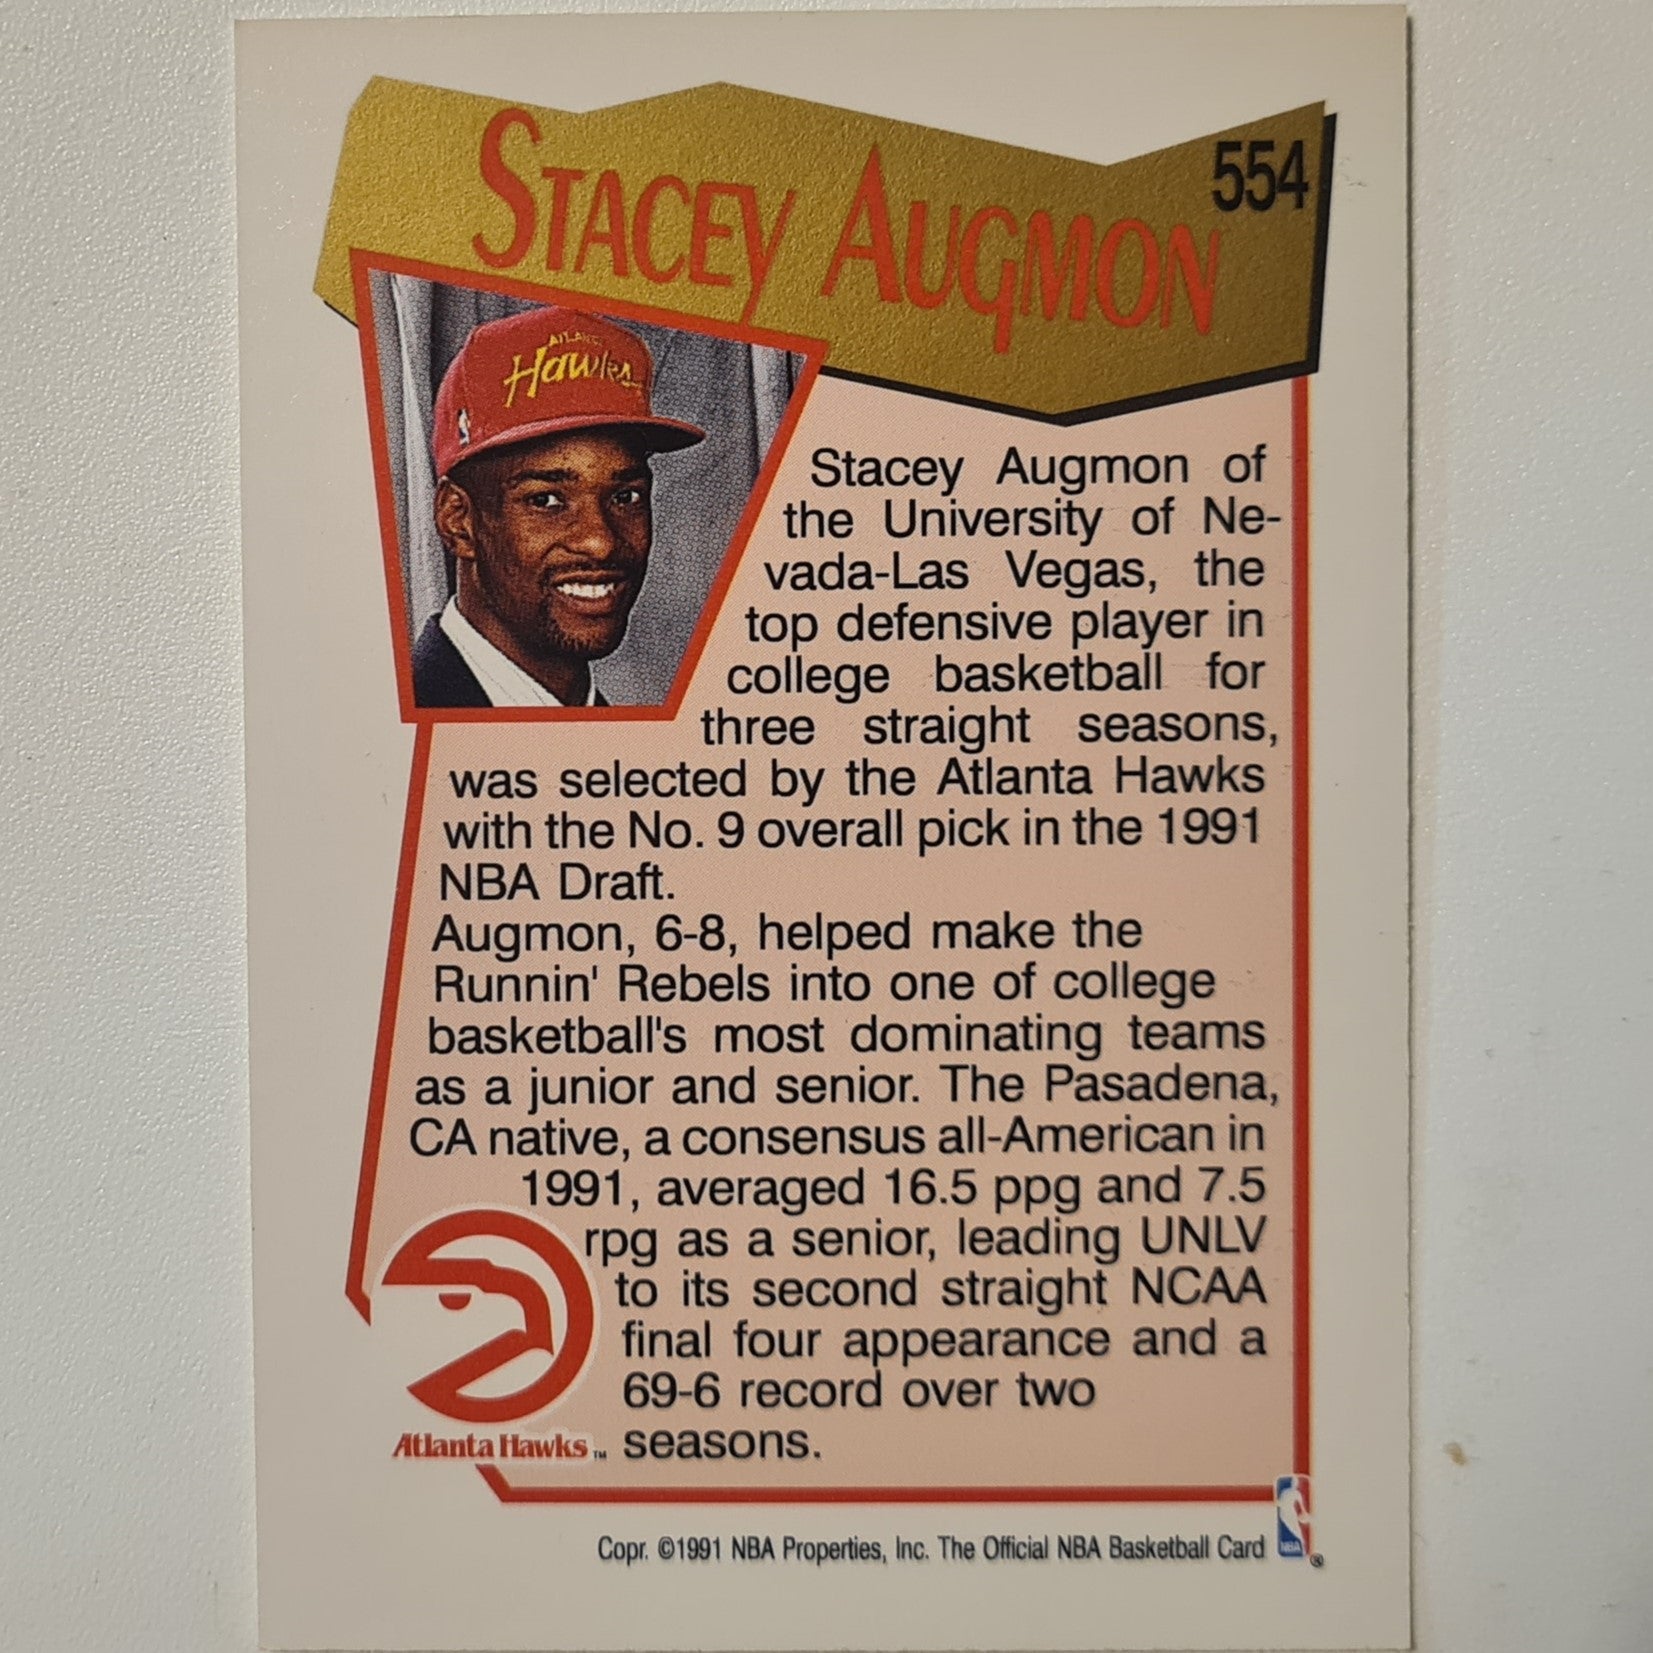 STACEY AUGMON
554
ATLANTA
Hawks
Stacey Augmon of
the University of Ne-
vada-Las Vegas, the
top defensive player in
college basketball for
three straight seasons,
was selected by the Atlanta Hawks
with the No. 9 overall pick in the 1991
NBA Draft.
Augmon, 6-8, helped make the
Runnin' Rebels into one of college
basketball's most dominating teams
as a junior and senior. The Pasadena,
CA native, a consensus all-American in
1991, averaged 16.5 ppg and 7.5
rpg as a senior, leading UNLV
to its second straight NCAA
final four appearance and a
69-6 record over two
seasons.
Atlanta Hawks™
Copr. ©1991 NBA Properties, Inc. The Official NBA Basketball Card
NBA ®